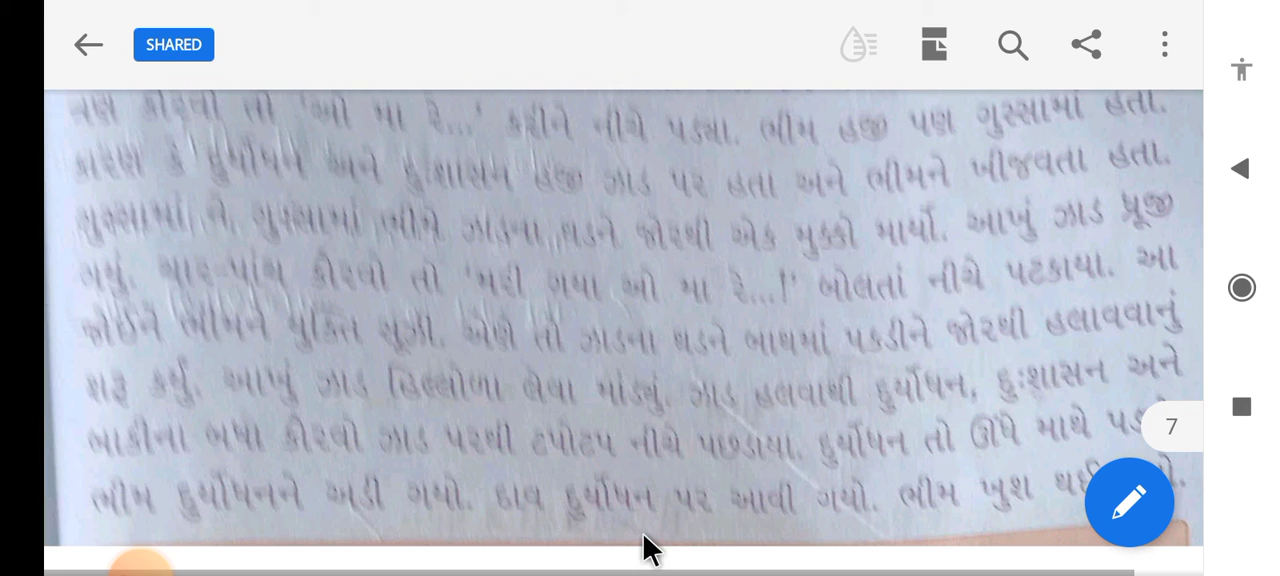 SHARED
ત્રણ કૌરવો તો 'ઓ મા રે...' કરીને નીચે પડ્યા. ભીમ હજી પણ ગુસ્સામાં હતા.
કારણ કે દુર્યોધન અને દુઃશાસન હજી ઝાડ પર હતા અને ભીમને ખીજવતા હતા.
ગુસ્સામાં ને ગુસ્સામાં ભીમે ઝાડના થડને જોરથી એક મુક્કો માર્યો. આખું ઝાડ ધ્રૂજી
ગયું. ચાર-પાંચ કૌરવો તો 'મરી ગયા ઓ મા રે...!' બોલતાં નીચે પટકાયા. આ
જોઈને ભીમને યુક્તિ સૂઝી. એણે તો ઝાડના થડને બાથમાં પકડીને જોરથી હલાવવાનું
શરૂ કર્યું. આખું ઝાડ હિલ્લોળા લેવા માંડ્યું. ઝાડ હલવાથી દુર્યોધન, દુઃશાસન અને
બાકીના બધા કૌરવો ઝાડ પરથી ટપોટપ નીચે પછડાયા. દુર્યોધન તો ઊંધે માથે
7
ભીમ દુર્યોધનને અડી ગયો. દાવ દુર્યોધન પર આવી ગયો. ભીમ ખુશ